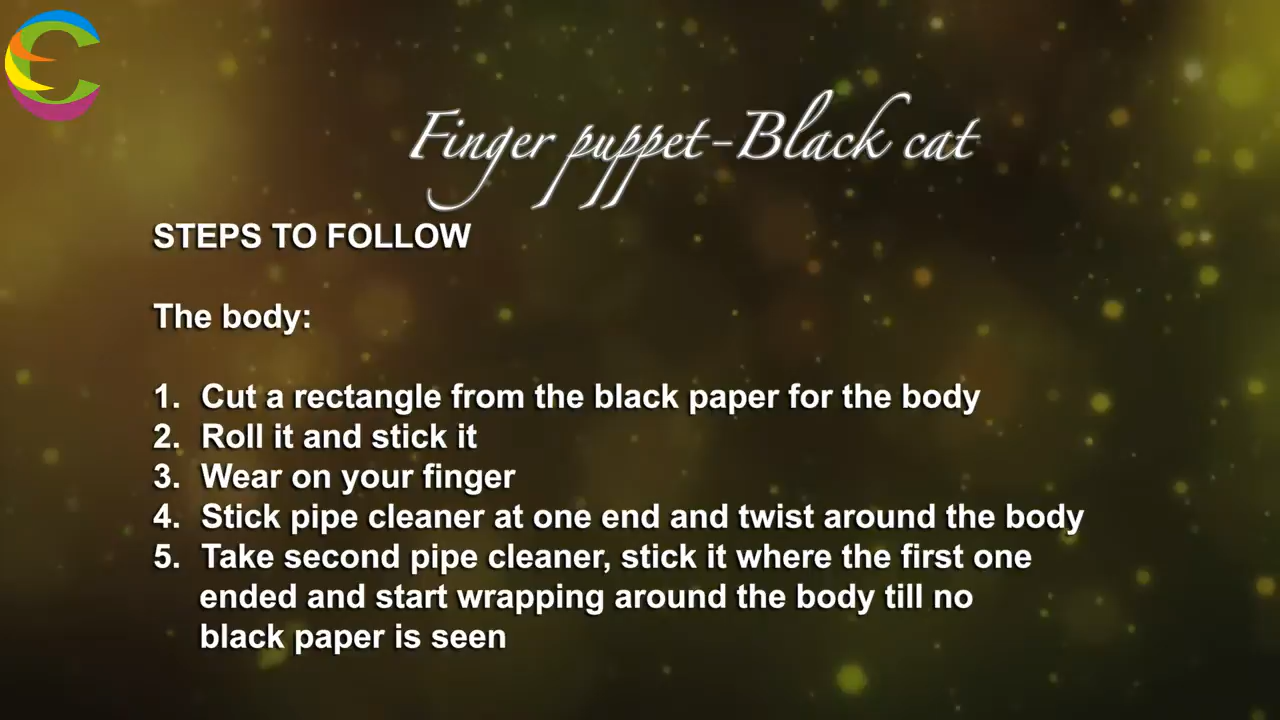 Finger puppet-Black cat
STEPS TO FOLLOW
The body:
1. Cut a rectangle from the black paper for the body
2. Roll it and stick it
3. Wear on your finger
4. Stick pipe cleaner at one end and twist around the body
5. Take second pipe cleaner, stick it where the first one
ended and start wrapping around the body till no
black paper is seen